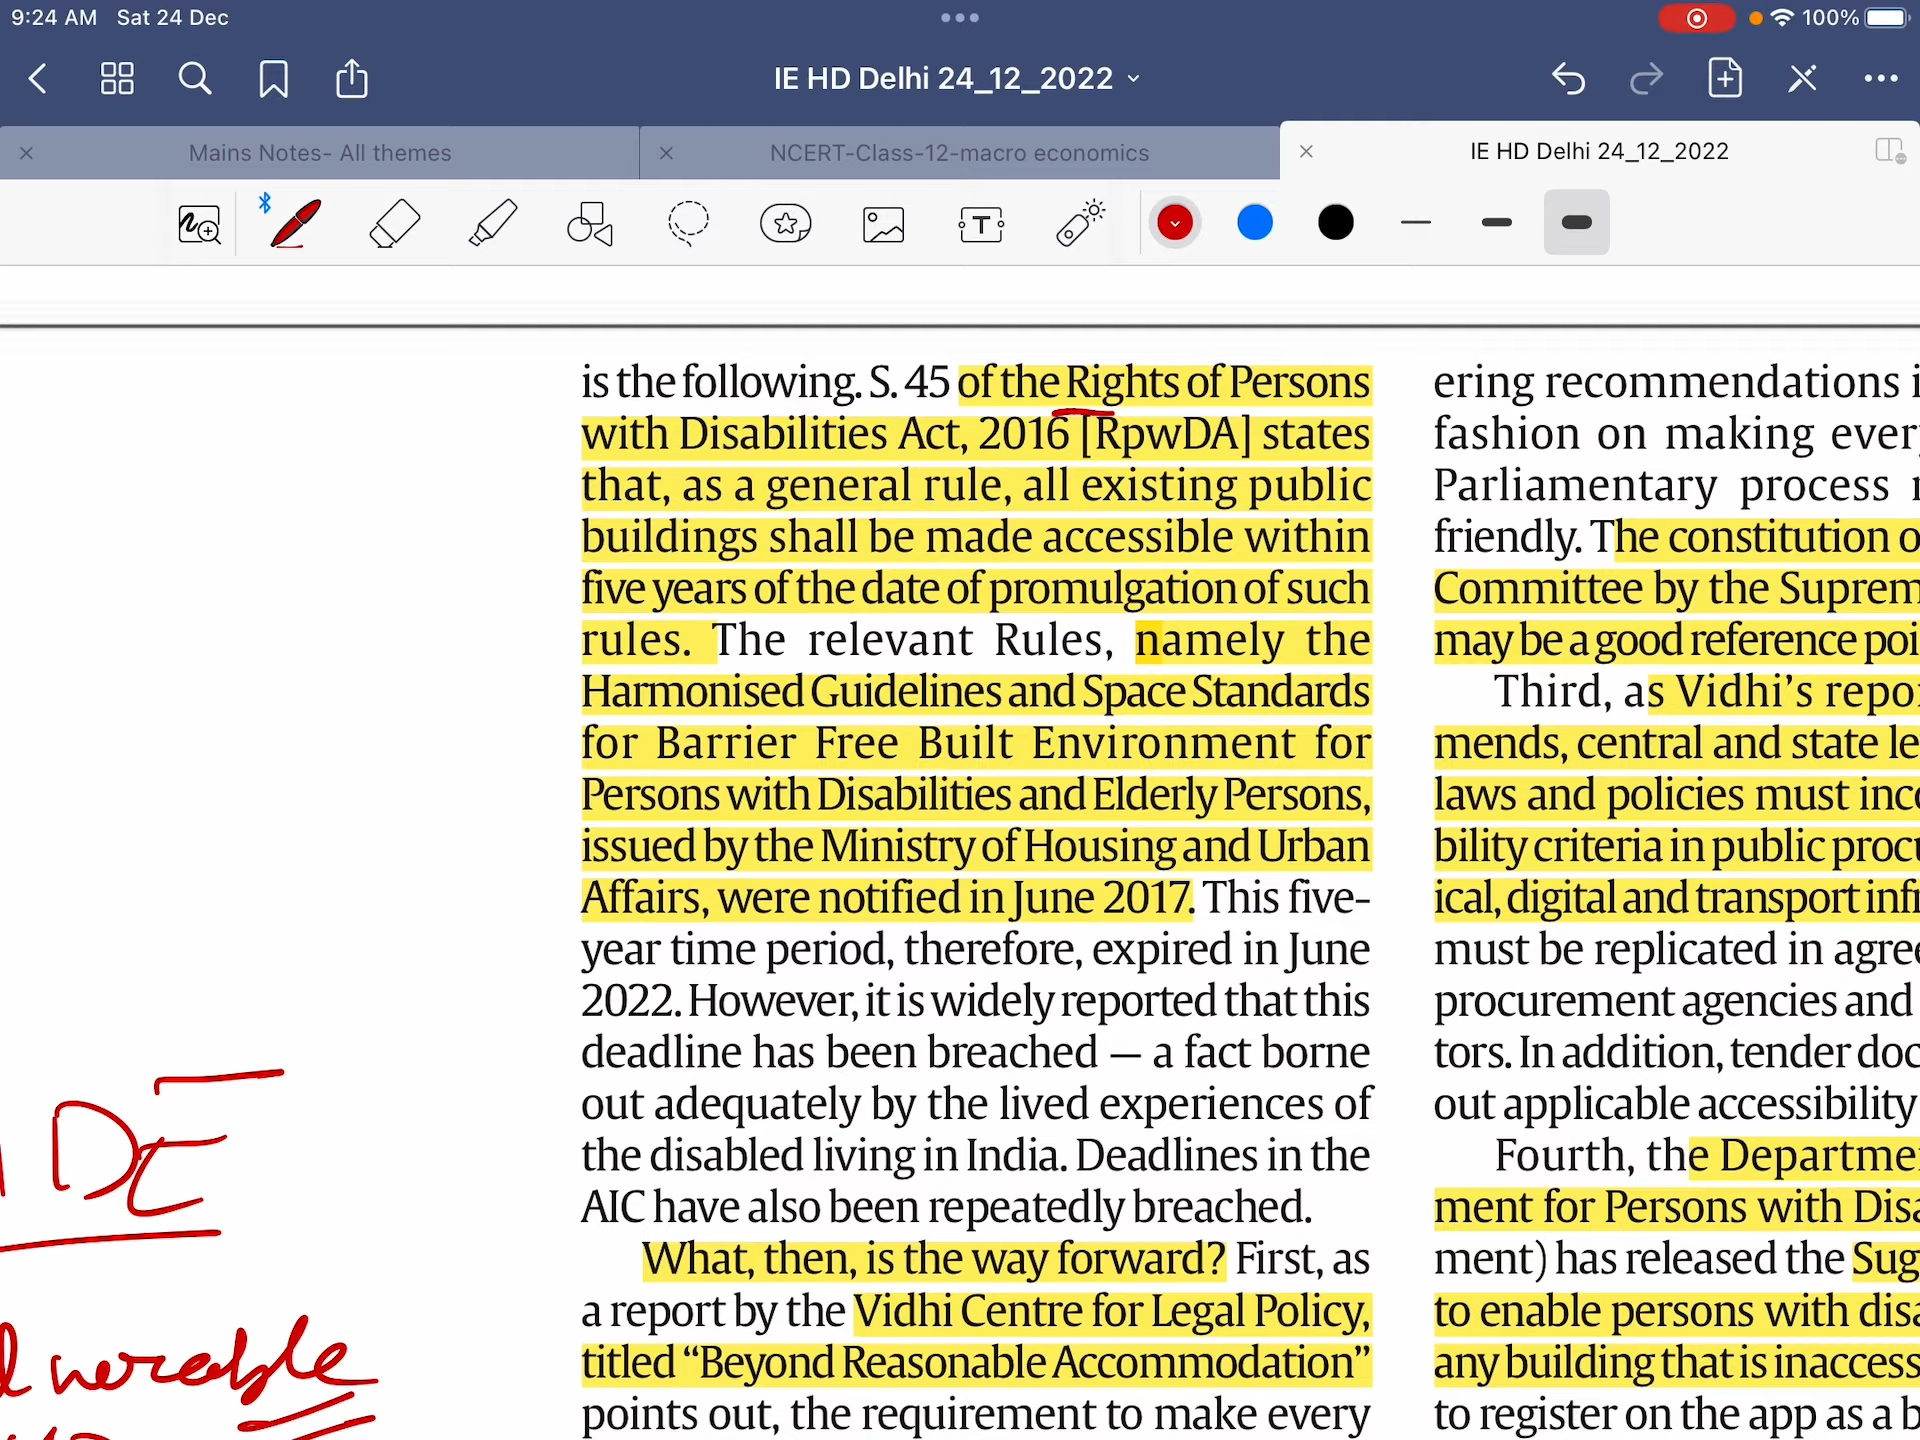 9:24 AM Sat 24 Dec
100%
IE HD Delhi 24_12_2022
Mains Notes- All themes
NCERT-Class-12-macro economics
IE HD Delhi 24_12_2022
T
is the following. S. 45 of the Rights of Persons
with Disabilities Act, 2016 [RpwDA] states
that, as a general rule, all existing public
buildings shall be made accessible within
five years of the date of promulgation of such
rules. The relevant Rules, namely the
Harmonised Guidelines and Space Standards
for Barrier Free Built Environment for
Persons with Disabilities and Elderly Persons,
issued by the Ministry of Housing and Urban
Affairs, were notified in June 2017. This five-
year time period, therefore, expired in June
2022. However, it is widely reported that this
deadline has been breached — a fact borne
out adequately by the lived experiences of
the disabled living in India. Deadlines in the
AIC have also been repeatedly breached.
What, then, is the way forward? First, as
a report by the Vidhi Centre for Legal Policy,
titled “Beyond Reasonable Accommodation”
points out, the requirement to make every
ering recommendations i
fashion on making ever
Parliamentary process
friendly. The constitution o
Committee by the Suprem
may be a good reference poi
Third, as Vidhi’s repo
mends, central and state le
laws and policies must inc
bility criteria in public proc
ical, digital and transport infr
must be replicated in agre
procurement agencies and
tors. In addition, tender doc
out applicable accessibility
Fourth, the Departme
ment for Persons with Disa
ment) has released the Sug
to enable persons with disa
any building that is inaccess
to register on the app as a b
DE
nerable